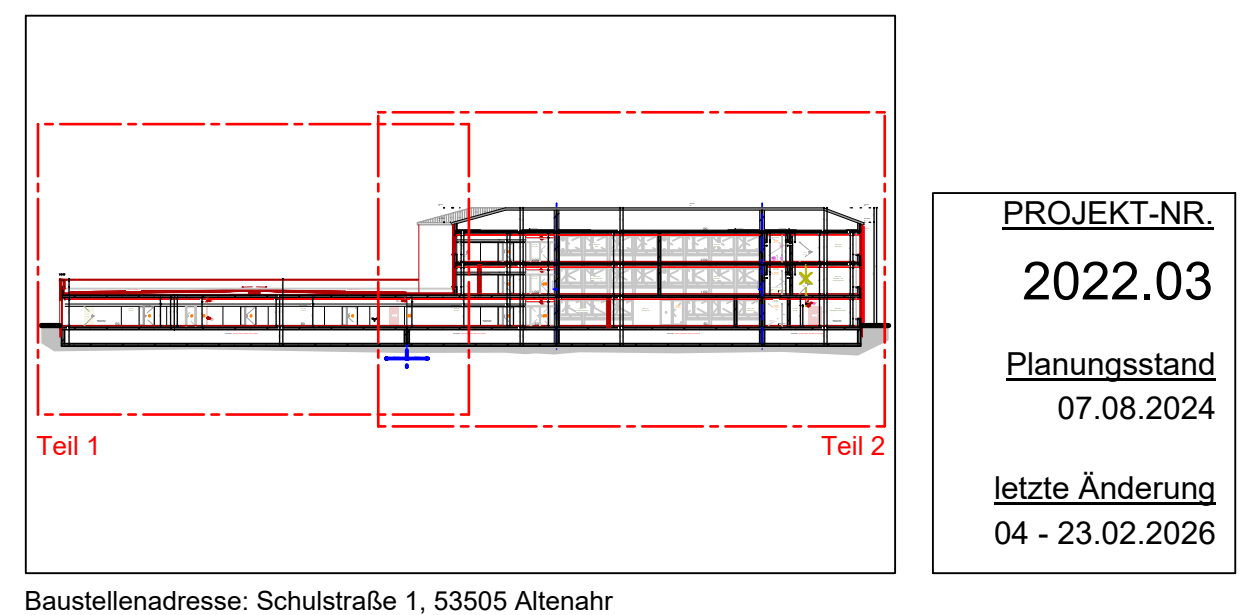 Teil 1
Teil 2
PROJEKT-NR.
2022.03
Planungsstand
07.08.2024
letzte Änderung
04 - 23.02.2026
Baustellenadresse: Schulstraße 1, 53505 Altenahr